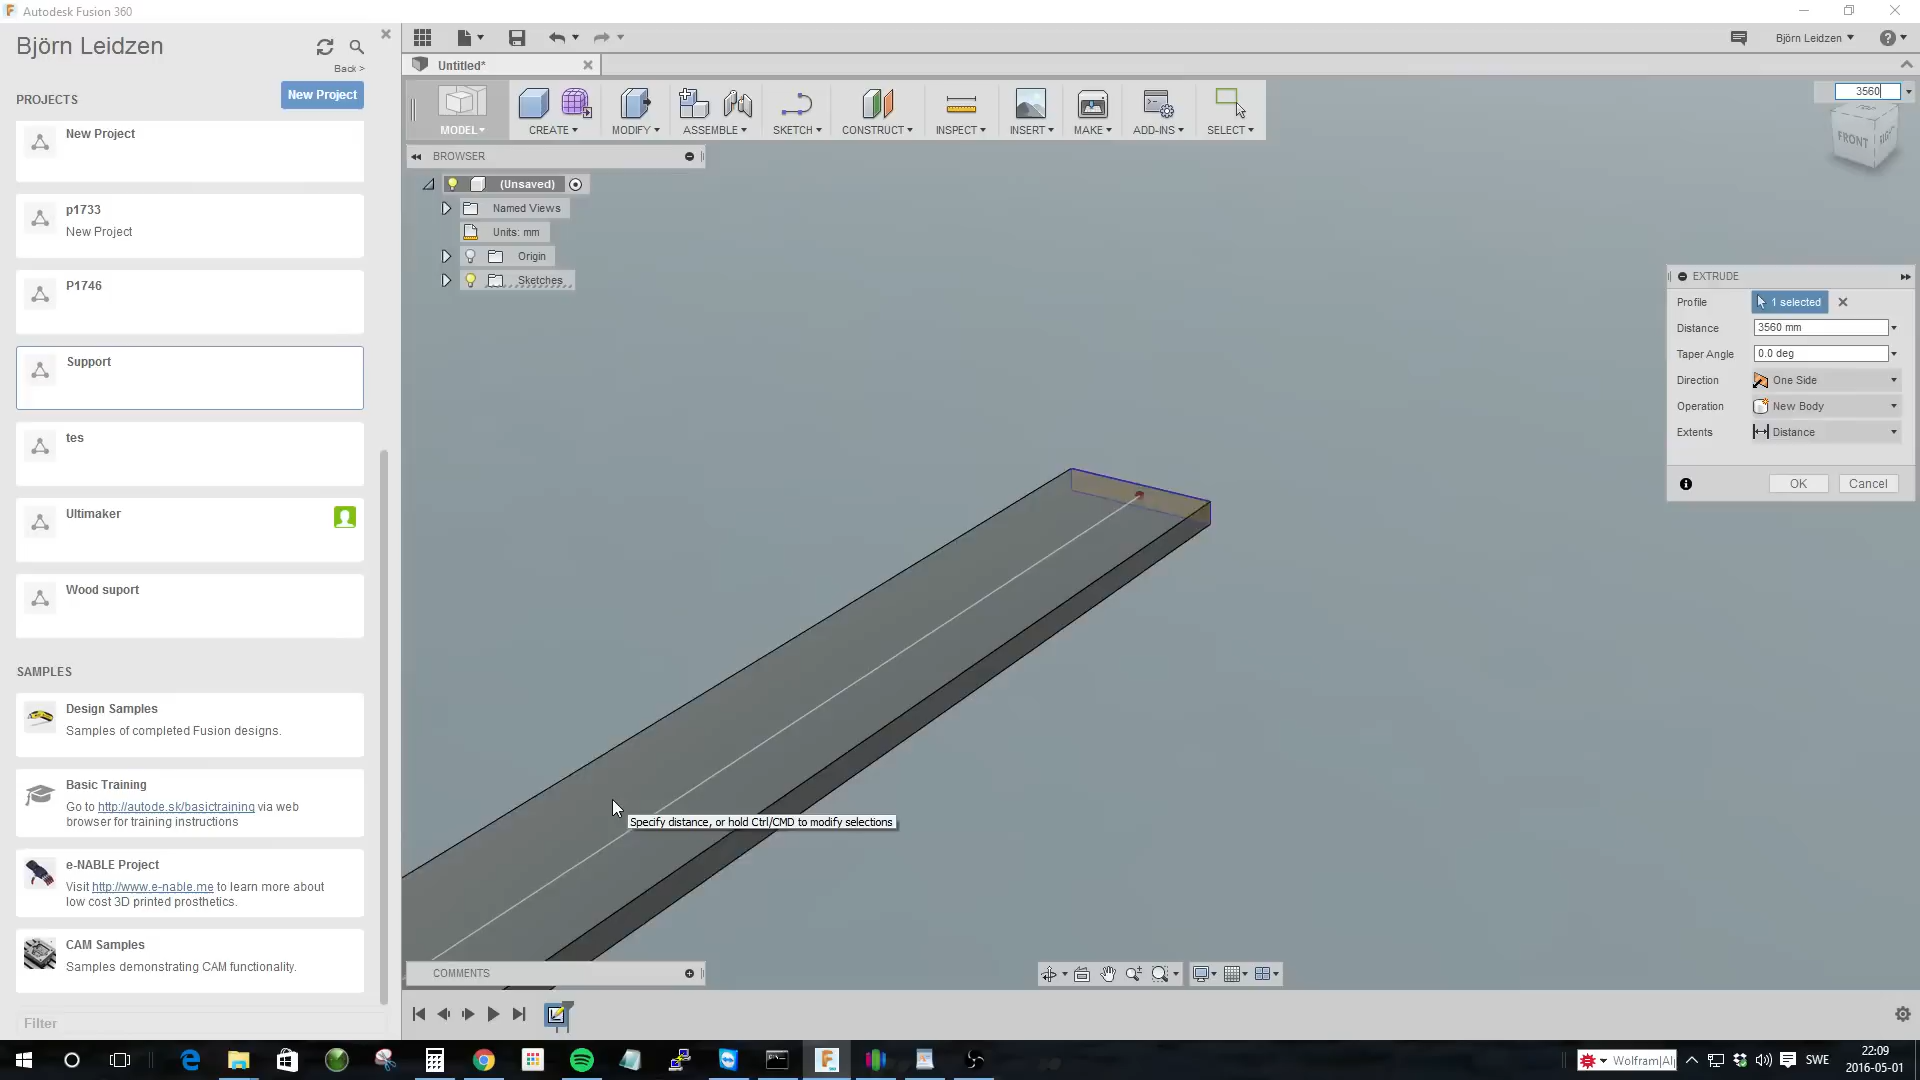 Autodesk Fusion 360
Björn Leidzen
Back >
PROJECTS
New Project
New Project
p1733
New Project
P1746
Support
tes
Ultimaker
Wood suport
SAMPLES
Design Samples
Samples of completed Fusion designs.
Basic Training
Go to http://autode.sk/basictraining via web
browser for training instructions
e-NABLE Project
Visit http://www.e-nable.me to learn more about
low cost 3D printed prosthetics.
CAM Samples
Samples demonstrating CAM functionality.
Filter
Björn Leidzen
Untitled*
MODEL
CREATE
MODIFY
ASSEMBLE
SKETCH
CONSTRUCT
INSPECT
INSERT
MAKE
ADD-INS
SELECT
3560
FRONT
RIGHT
BROWSER
(Unsaved)
Named Views
Units: mm
Origin
Sketches
EXTRUDE
Profile
1 selected
Distance
3560 mm
Taper Angle
0.0 deg
Direction
One Side
Operation
New Body
Extents
Distance
OK
Cancel
Specify distance, or hold Ctrl/CMD to modify selections
COMMENTS
Wolfram|Al
SWE
22:09
2016-05-01